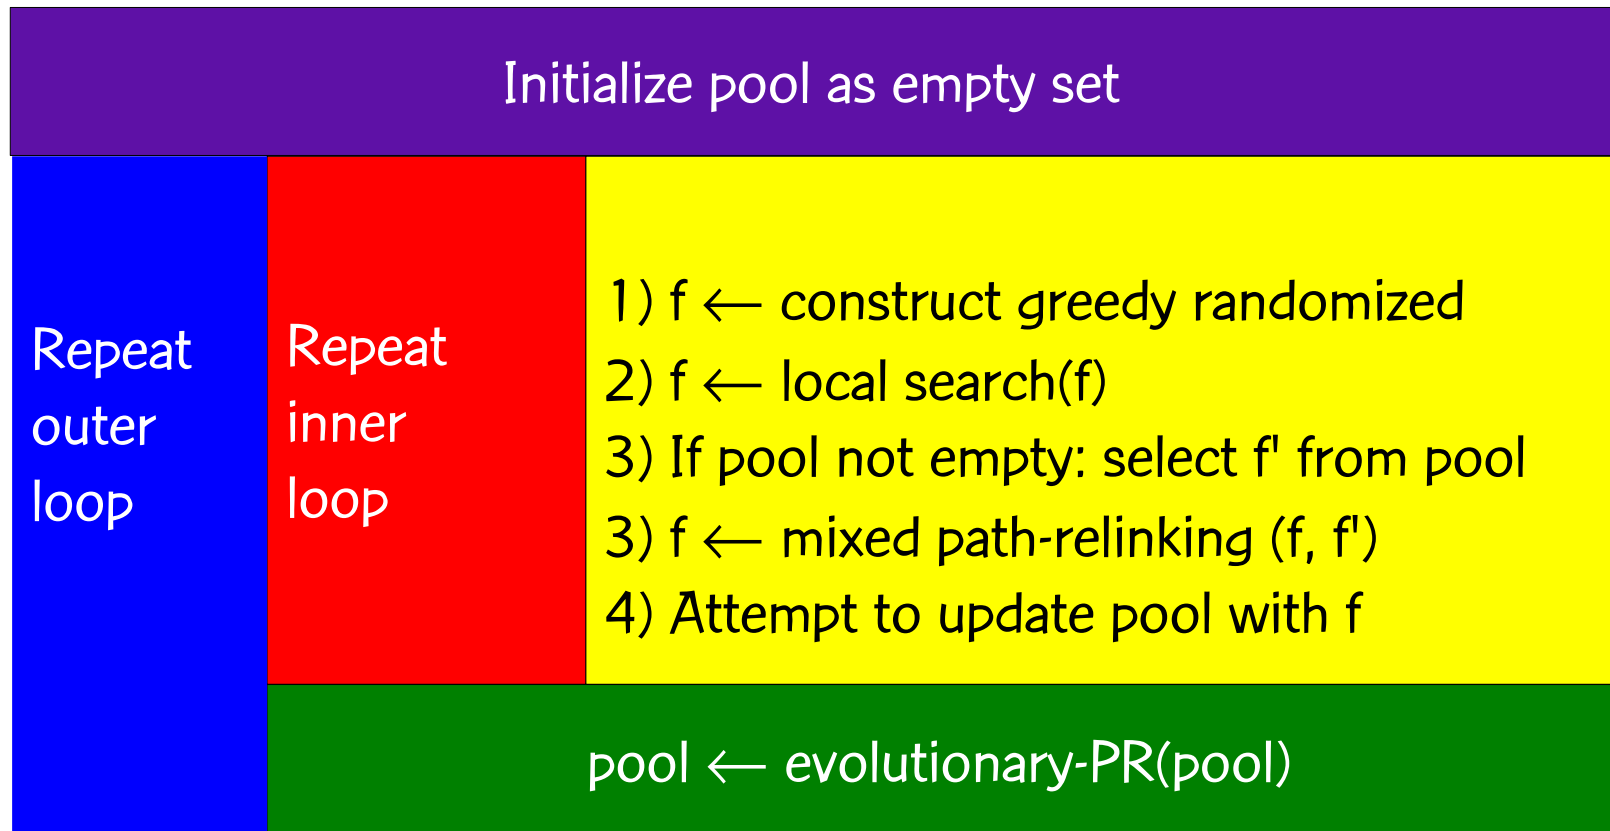 Initialize pool as empty set
Repeat
outer
loop
Repeat
inner
loop
1) f ← construct greedy randomized
2) f ← local search(f)
3) If pool not empty: select f' from pool
3) f ← mixed path-relinking (f, f')
4) Attempt to update pool with f
pool ← evolutionary-PR(pool)